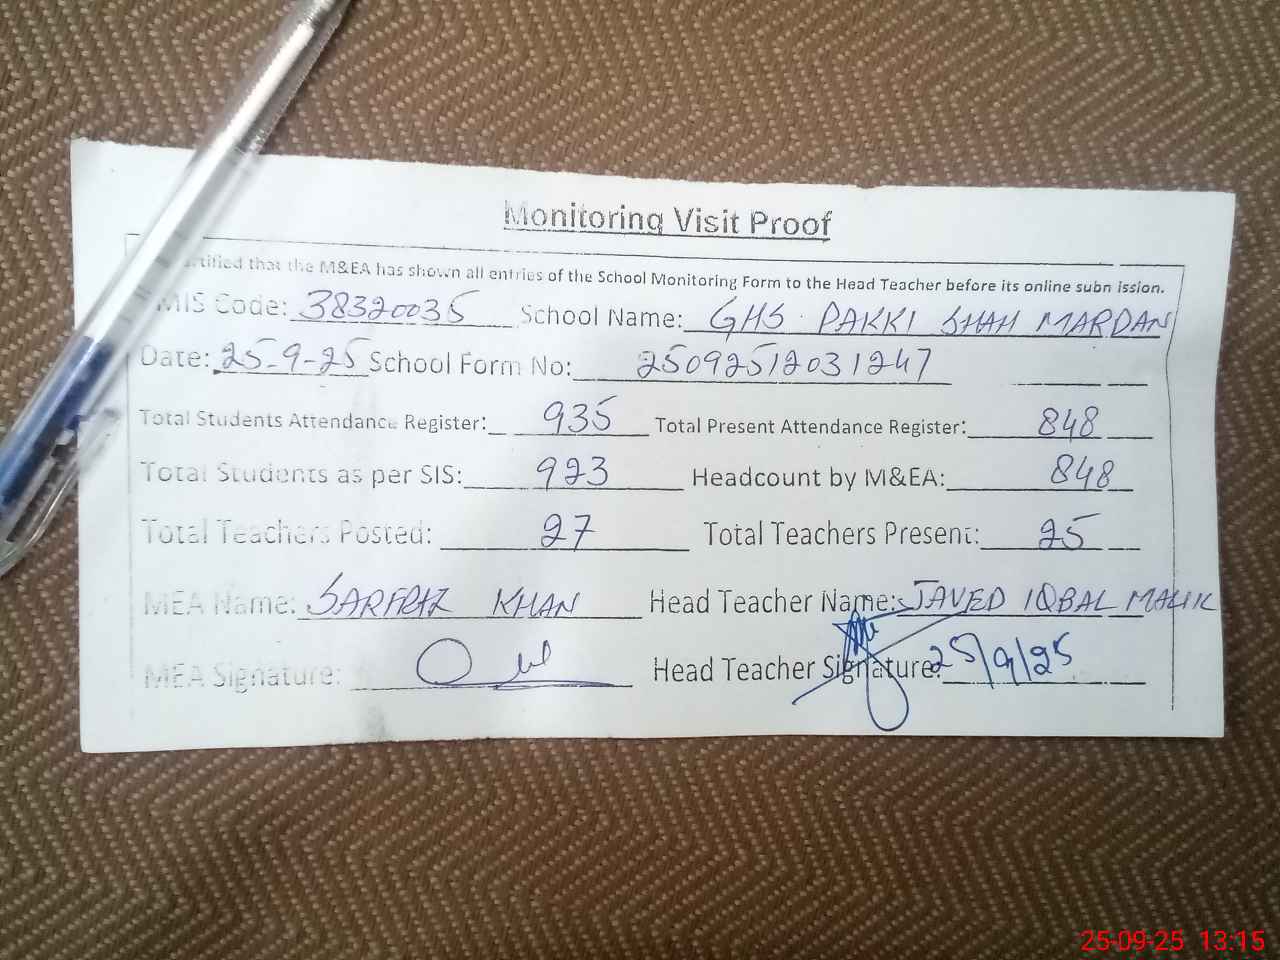 Monitoring Visit Proof
tified that the M&EA has shown all entries of the School Monitoring Form to the Head Teacher before its online subn ission.
MIS Code: 38320035 School Name: GHS PAKKI SHAH MARDAN
Date: 25-9-25 School Form No: 25092512031247
Total Students Attendance Register: 935 Total Present Attendance Register: 848
Total Students as per SIS: 923 Headcount by M&EA: 848
Total Teachers Posted: 27 Total Teachers Present: 25
MEA Name: SARFRAZ KHAN Head Teacher Name: JAVED IQBAL MALIK
MEA Signature: Head Teacher Signature: 25/9/25
25-09-25 13:15